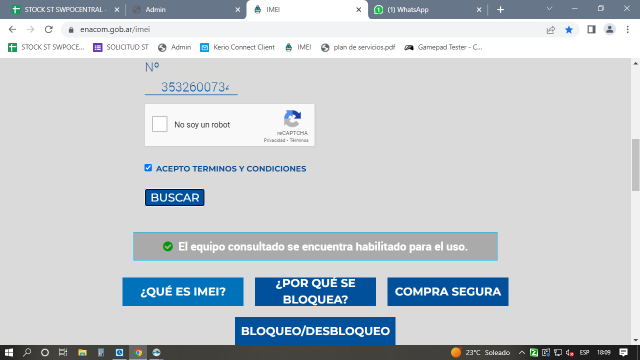 STOCK ST SWPOCENTRAL -
Admin
IMEI
(1) WhatsApp
enacom.gob.ar/imei
STOCK ST SWPOCE...
SOLICITUD ST
Admin
Kerio Connect Client
IMEI
plan de servicios.pdf
Gamepad Tester - C...
Nº
353260073
No soy un robot
reCAPTCHA
Privacidad - Términos
ACEPTO TERMINOS Y CONDICIONES
BUSCAR
El equipo consultado se encuentra habilitado para el uso.
¿QUÉ ES IMEI?
¿POR QUÉ SE
BLOQUEA?
COMPRA SEGURA
BLOQUEO/DESBLOQUEO
23°C Soleado
ESP
18:09